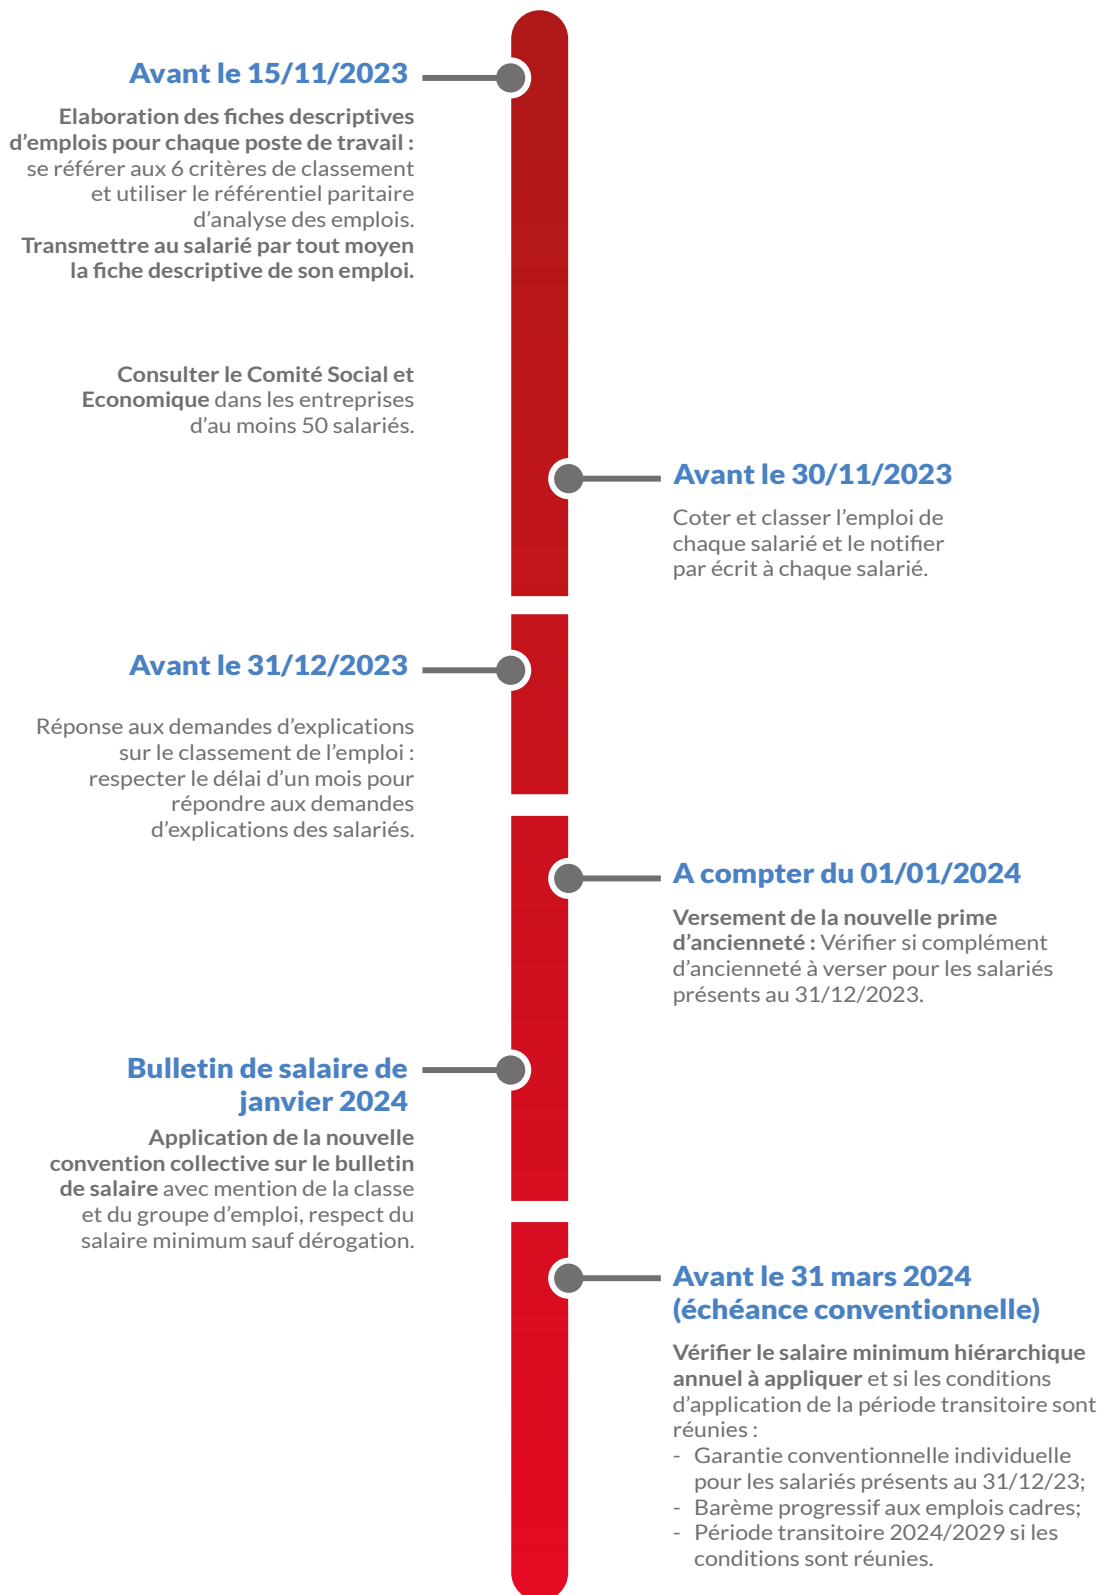 Avant le 15/11/2023
Elaboration des fiches descriptives
d'emplois pour chaque poste de travail :
se référer aux 6 critères de classement
et utiliser le référentiel paritaire
d'analyse des emplois.
Transmettre au salarié par tout moyen
la fiche descriptive de son emploi.
Consulter le Comité Social et
Economique dans les entreprises
d'au moins 50 salariés.
Avant le 30/11/2023
Coter et classer l'emploi de
chaque salarié et le notifier
par écrit à chaque salarié.
Avant le 31/12/2023
Réponse aux demandes d'explications
sur le classement de l'emploi :
respecter le délai d'un mois pour
répondre aux demandes
d'explications des salariés.
A compter du 01/01/2024
Versement de la nouvelle prime
d'ancienneté : Vérifier si complément
d'ancienneté à verser pour les salariés
présents au 31/12/2023.
Bulletin de salaire de
janvier 2024
Application de la nouvelle
convention collective sur le bulletin
de salaire avec mention de la classe
et du groupe d'emploi, respect du
salaire minimum sauf dérogation.
Avant le 31 mars 2024
(échéance conventionnelle)
Vérifier le salaire minimum hiérarchique
annuel à appliquer et si les conditions
d'application de la période transitoire sont
réunies :
- Garantie conventionnelle individuelle
pour les salariés présents au 31/12/23;
- Barème progressif aux emplois cadres;
- Période transitoire 2024/2029 si les
conditions sont réunies.